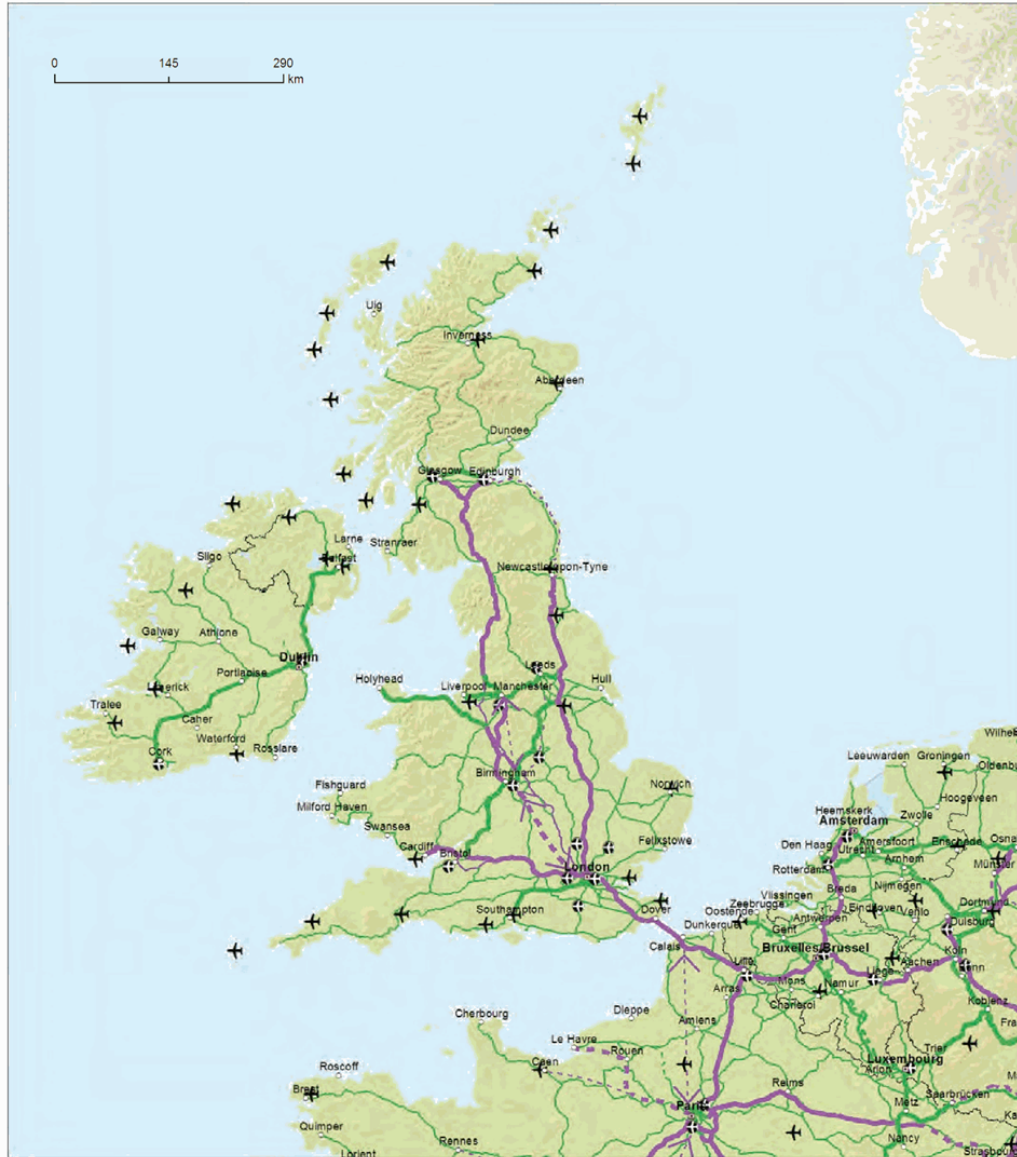 0 145 290
km
Uig
Inverness
Aberdeen
Dundee
Glasgow Edinburgh
Larne
Stranraer
Belfast
Sligo
Newcastle-upon-Tyne
Galway Athlone
Dublin
Portlaoise
Leeds
Holyhead
Liverpool Manchester
Hull
Limerick
Tralee
Caher
Waterford
Cork
Rosslare
Birmingham
Norwich
Fishguard
Milford Haven
Swansea
Cardiff
Bristol
Felixstowe
London
Southampton
Dover
Leeuwarden Groningen
Hoogeveen
Heemskerk
Zwolle
Amsterdam
Den Haag
Utrecht
Amersfoort
Enschede
Arnhem
Rotterdam
Münster
Nijmegen
Breda
Vlissingen
Zeebrugge
Eindhoven
Oostende
Antwerpen
Venlo
Dortmund
Duisburg
Dunkerque
Gent
Calais
Bruxelles/Brussel
Aachen
Köln
Lille
Liège
Mons
Namur
Arras
Charleroi
Koblenz
Cherbourg
Dieppe
Amiens
Le Havre
Rouen
Trier
Luxembourg
Arlon
Caen
Roscoff
Brest
Reims
Saarbrücken
Metz
Paris
Quimper
Rennes
Nancy
Strasbourg
Lorient